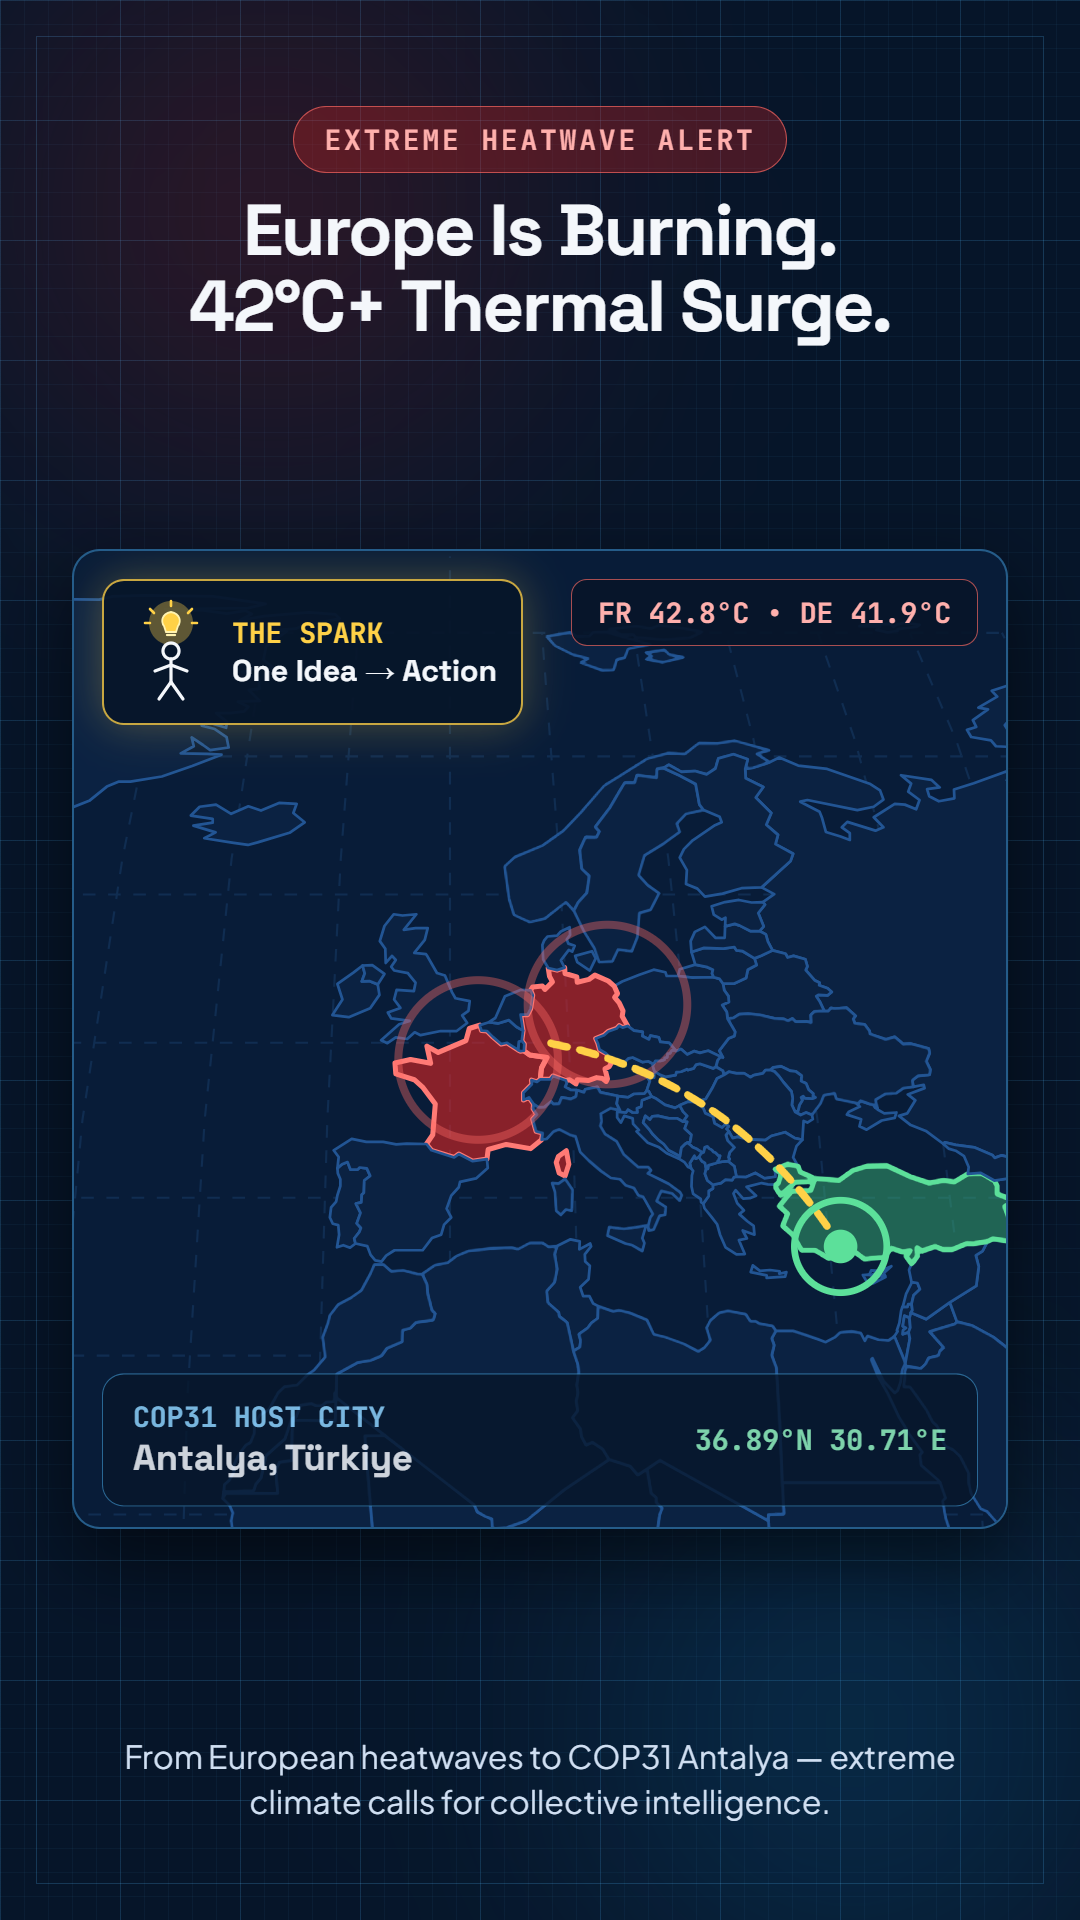 EXTREME HEATWAVE ALERT
Europe Is Burning.
42°C+ Thermal Surge.
THE SPARK
One Idea → Action
FR 42.8°C • DE 41.9°C
COP31 HOST CITY
Antalya, Türkiye
36.89°N 30.71°E
From European heatwaves to COP31 Antalya — extreme
climate calls for collective intelligence.